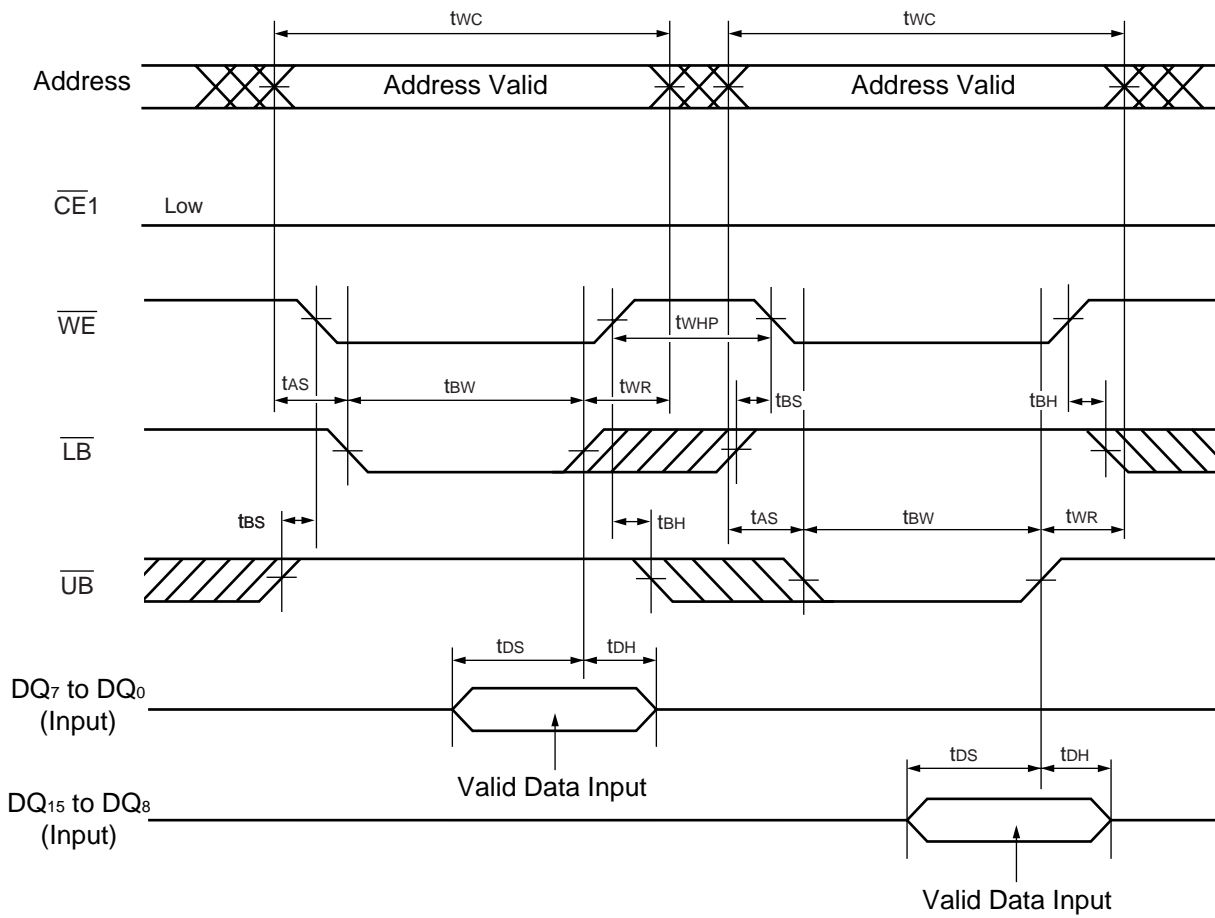 tWC tWC
Address Address Valid Address Valid
CE1 Low
WE
tWHP
tAS tBW tWR tBS tBH
LB
tBS tBH tAS tBW tWR
UB
tDS tDH
DQ7 to DQ0
(Input)
Valid Data Input
tDS tDH
DQ15 to DQ8
(Input)
Valid Data Input